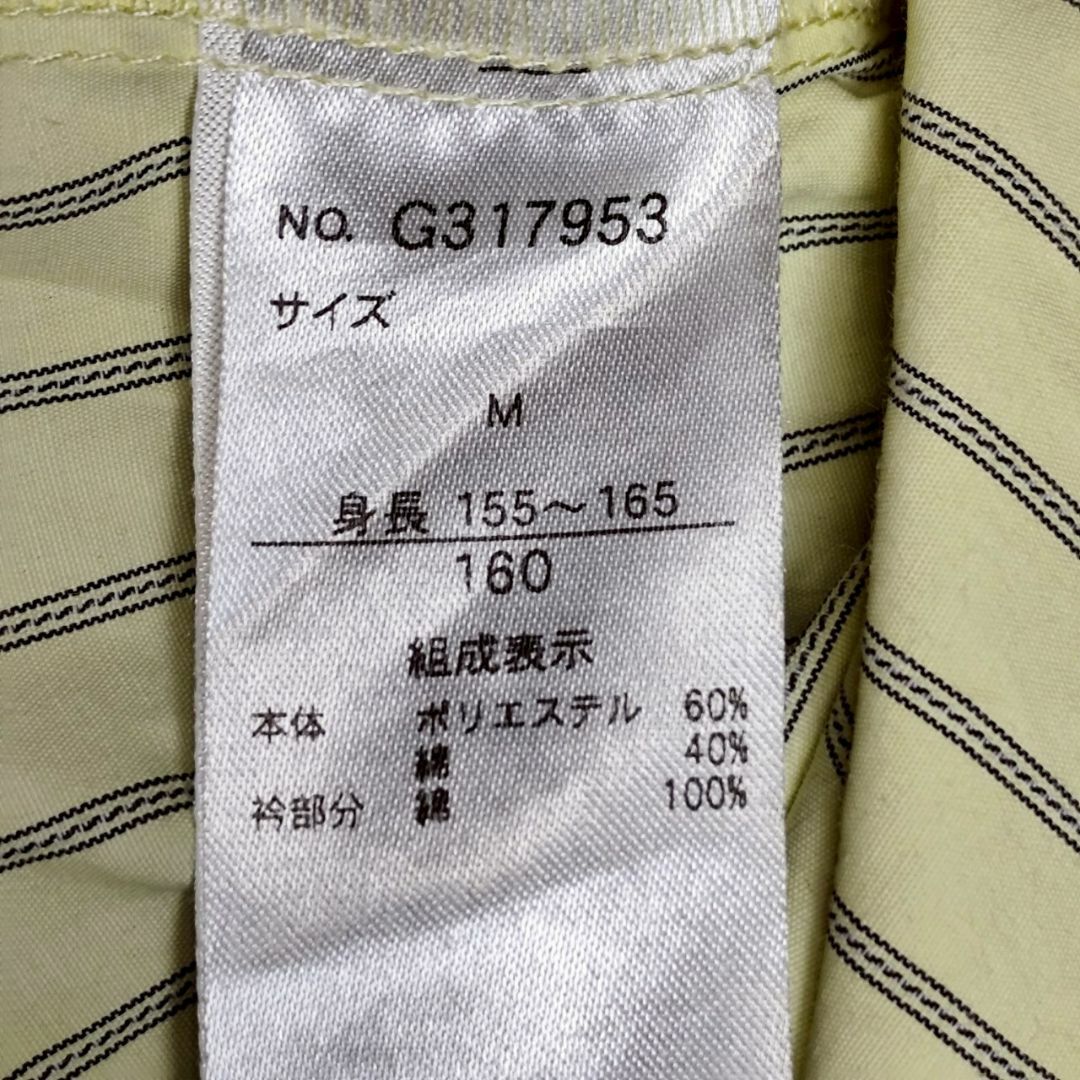 NO. G317953
サイズ
M
身長 155～165
160
組成表示
本体 ポリエステル 60%
綿 40%
衿部分 綿 100%